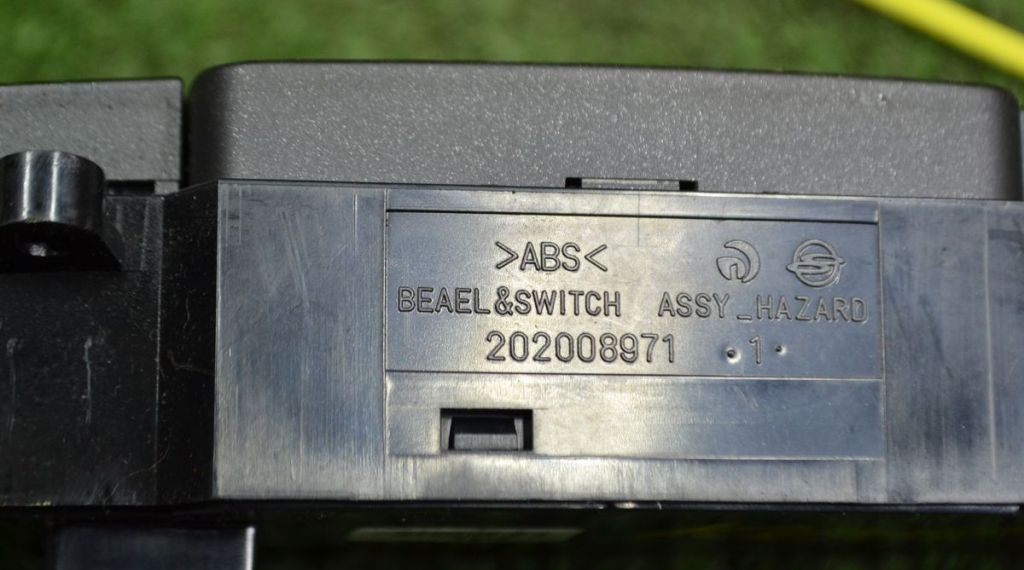 >ABS<
BEAEL&SWITCH ASSY_HAZARD
202008971 1